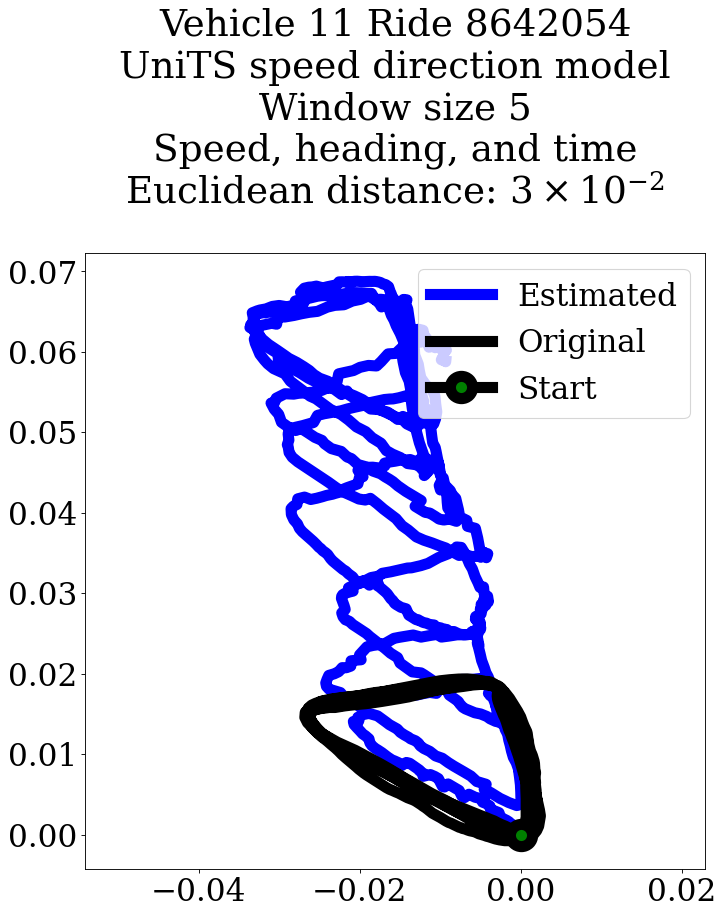 Vehicle 11 Ride 8642054
UniTS speed direction model
Window size 5
Speed, heading, and time
Euclidean distance: 3 × 10⁻²
0.07
0.06
0.05
0.04
0.03
0.02
0.01
0.00
Estimated
Original
Start
−0.04 −0.02 0.00 0.02